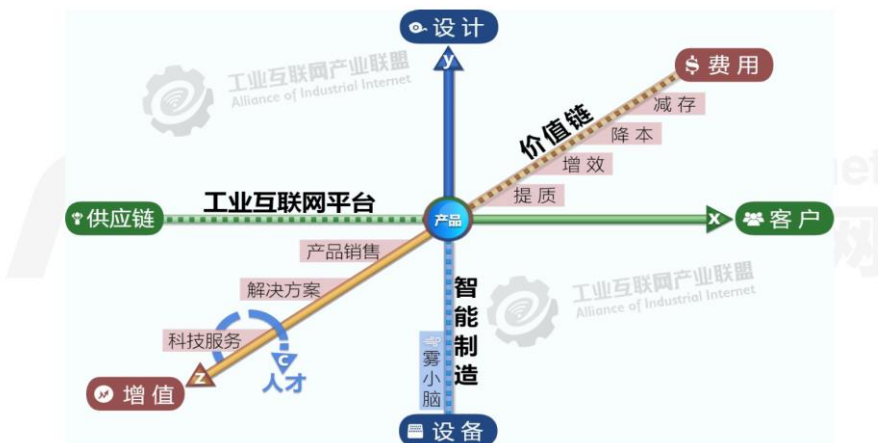 设计
y
$ 费用
工业互联网产业联盟
Alliance of Industrial Internet
减存
价值链
降本
增效
提质
net
供应链
工业互联网平台
产品
x
客户
网
产品销售
智能制造
工业互联网产业联盟
Alliance of Industrial Internet
解决方案
科技服务
雾小脑
C
z
人才
增值
设备